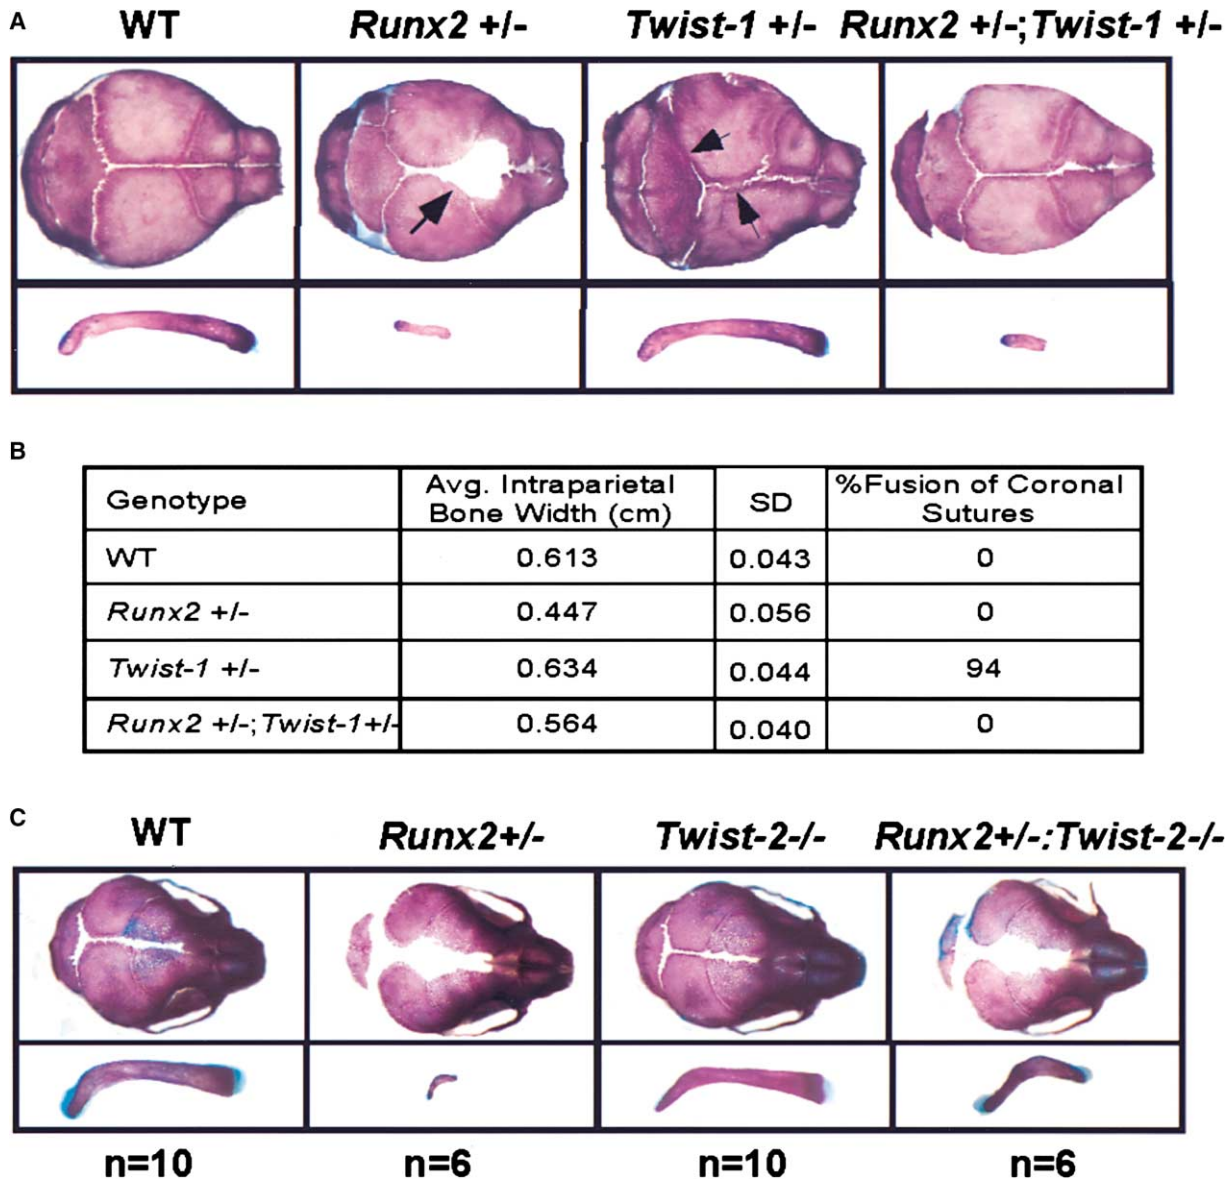 A
WT
Runx2 +/-
Twist-1 +/-
Runx2 +/-; Twist-1 +/-
B
Genotype
Avg. Intraparietal
Bone Width (cm)
SD
%Fusion of Coronal
Sutures
WT
0.613
0.043
0
Runx2 +/-
0.447
0.056
0
Twist-1 +/-
0.634
0.044
94
Runx2 +/-; Twist-1+/-
0.564
0.040
0
C
WT
Runx2+/-
Twist-2-/-
Runx2+/-:Twist-2-/-
n=10
n=6
n=10
n=6